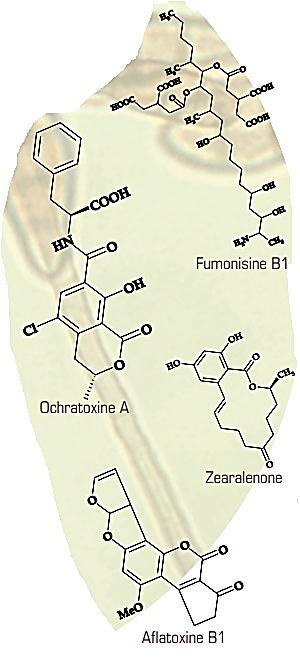 H₃C
H₃C
O
O
COOH
HOOC
O
O
COOH
O
H₃C
COOH
HO
OH
OH
H₂N
CH₃
Fumonisine B1
COOH
HN
O
OH
Cl
O
O
Ochratoxine A
OH
HO
O
O
CH₃
O
Zearalenone
O
O
O
O
O
MeO
Aflatoxine B1